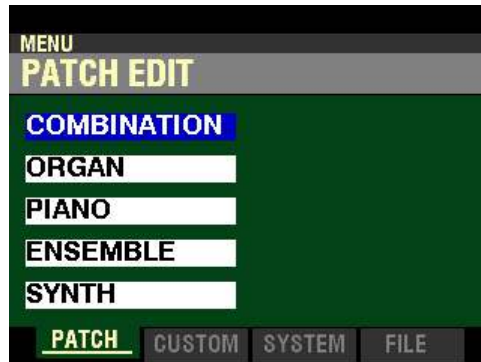 MENU
PATCH EDIT
COMBINATION
ORGAN
PIANO
ENSEMBLE
SYNTH
PATCH CUSTOM SYSTEM FILE